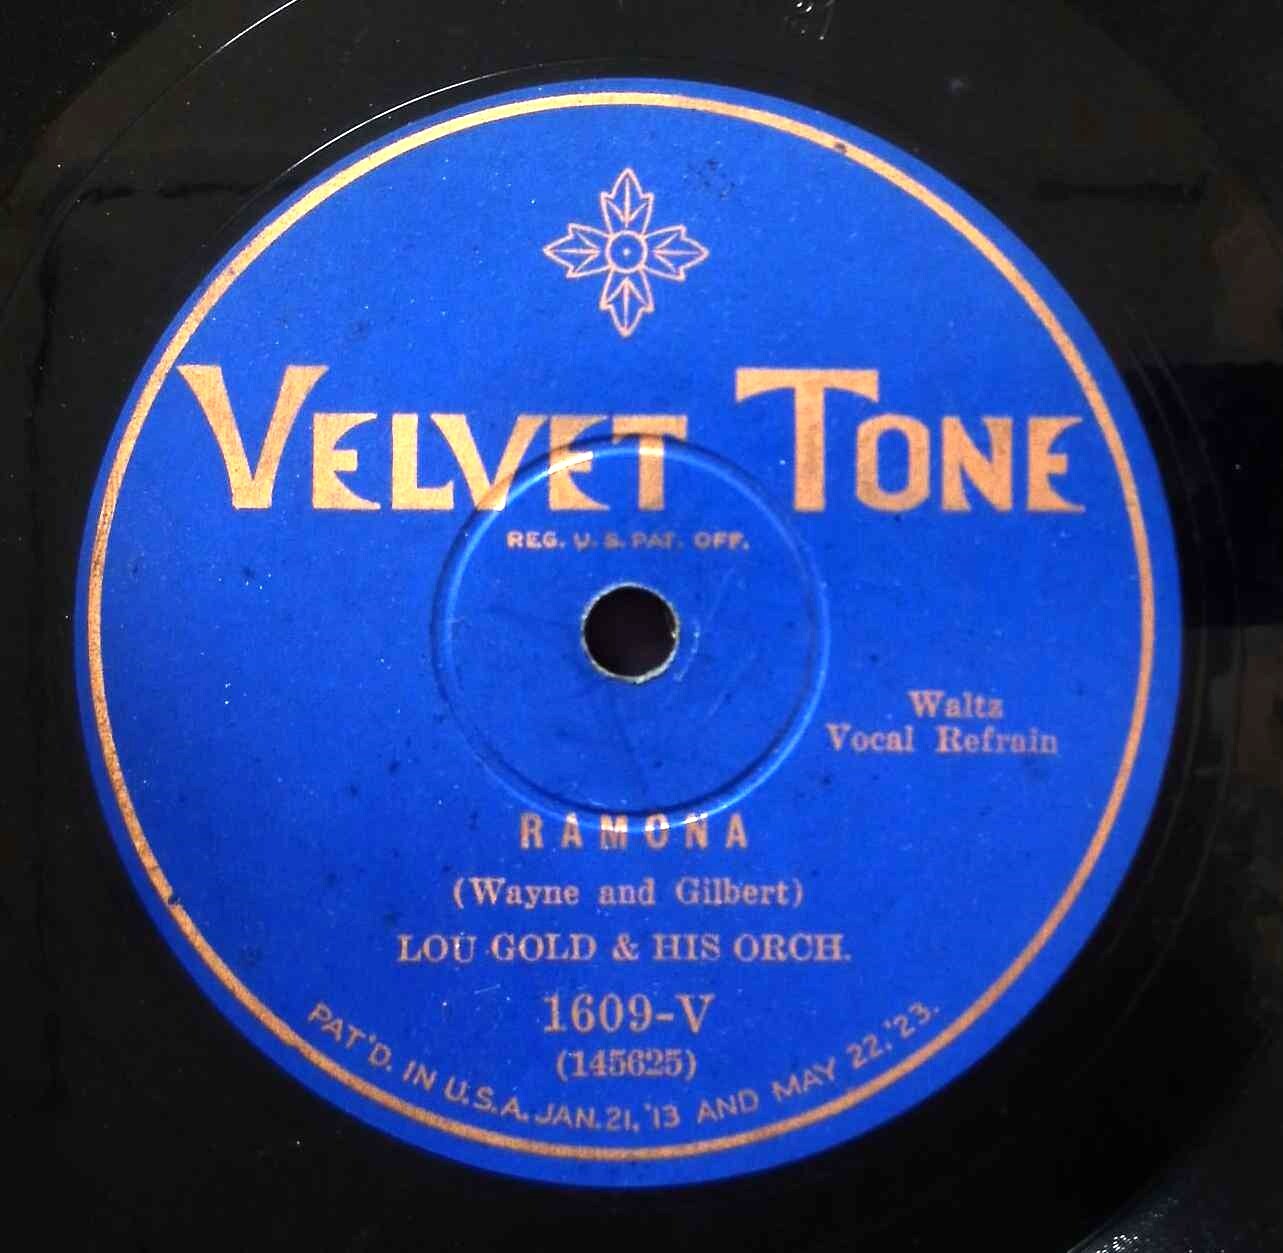 VELVET TONE
REG. U. S. PAT. OFF.
Waltz
Vocal Refrain
RAMONA
(Wayne and Gilbert)
LOU GOLD & HIS ORCH.
1609-V
(145625)
PAT'D. IN U.S.A. JAN. 21, '13 AND MAY 22, '23.